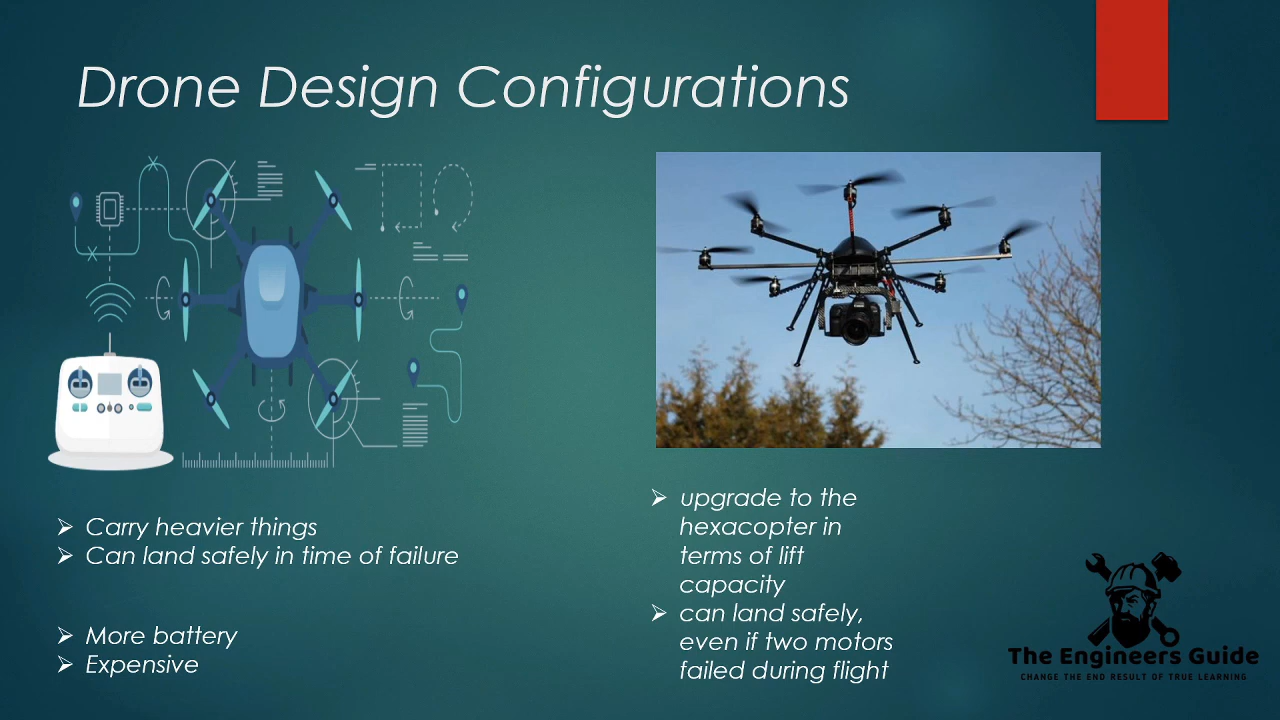 Drone Design Configurations
➢ Carry heavier things
➢ Can land safely in time of failure
➢ More battery
➢ Expensive
➢ upgrade to the
hexacopter in
terms of lift
capacity
➢ can land safely,
even if two motors
failed during flight
The Engineers Guide
CHANGE THE END RESULT OF TRUE LEARNING